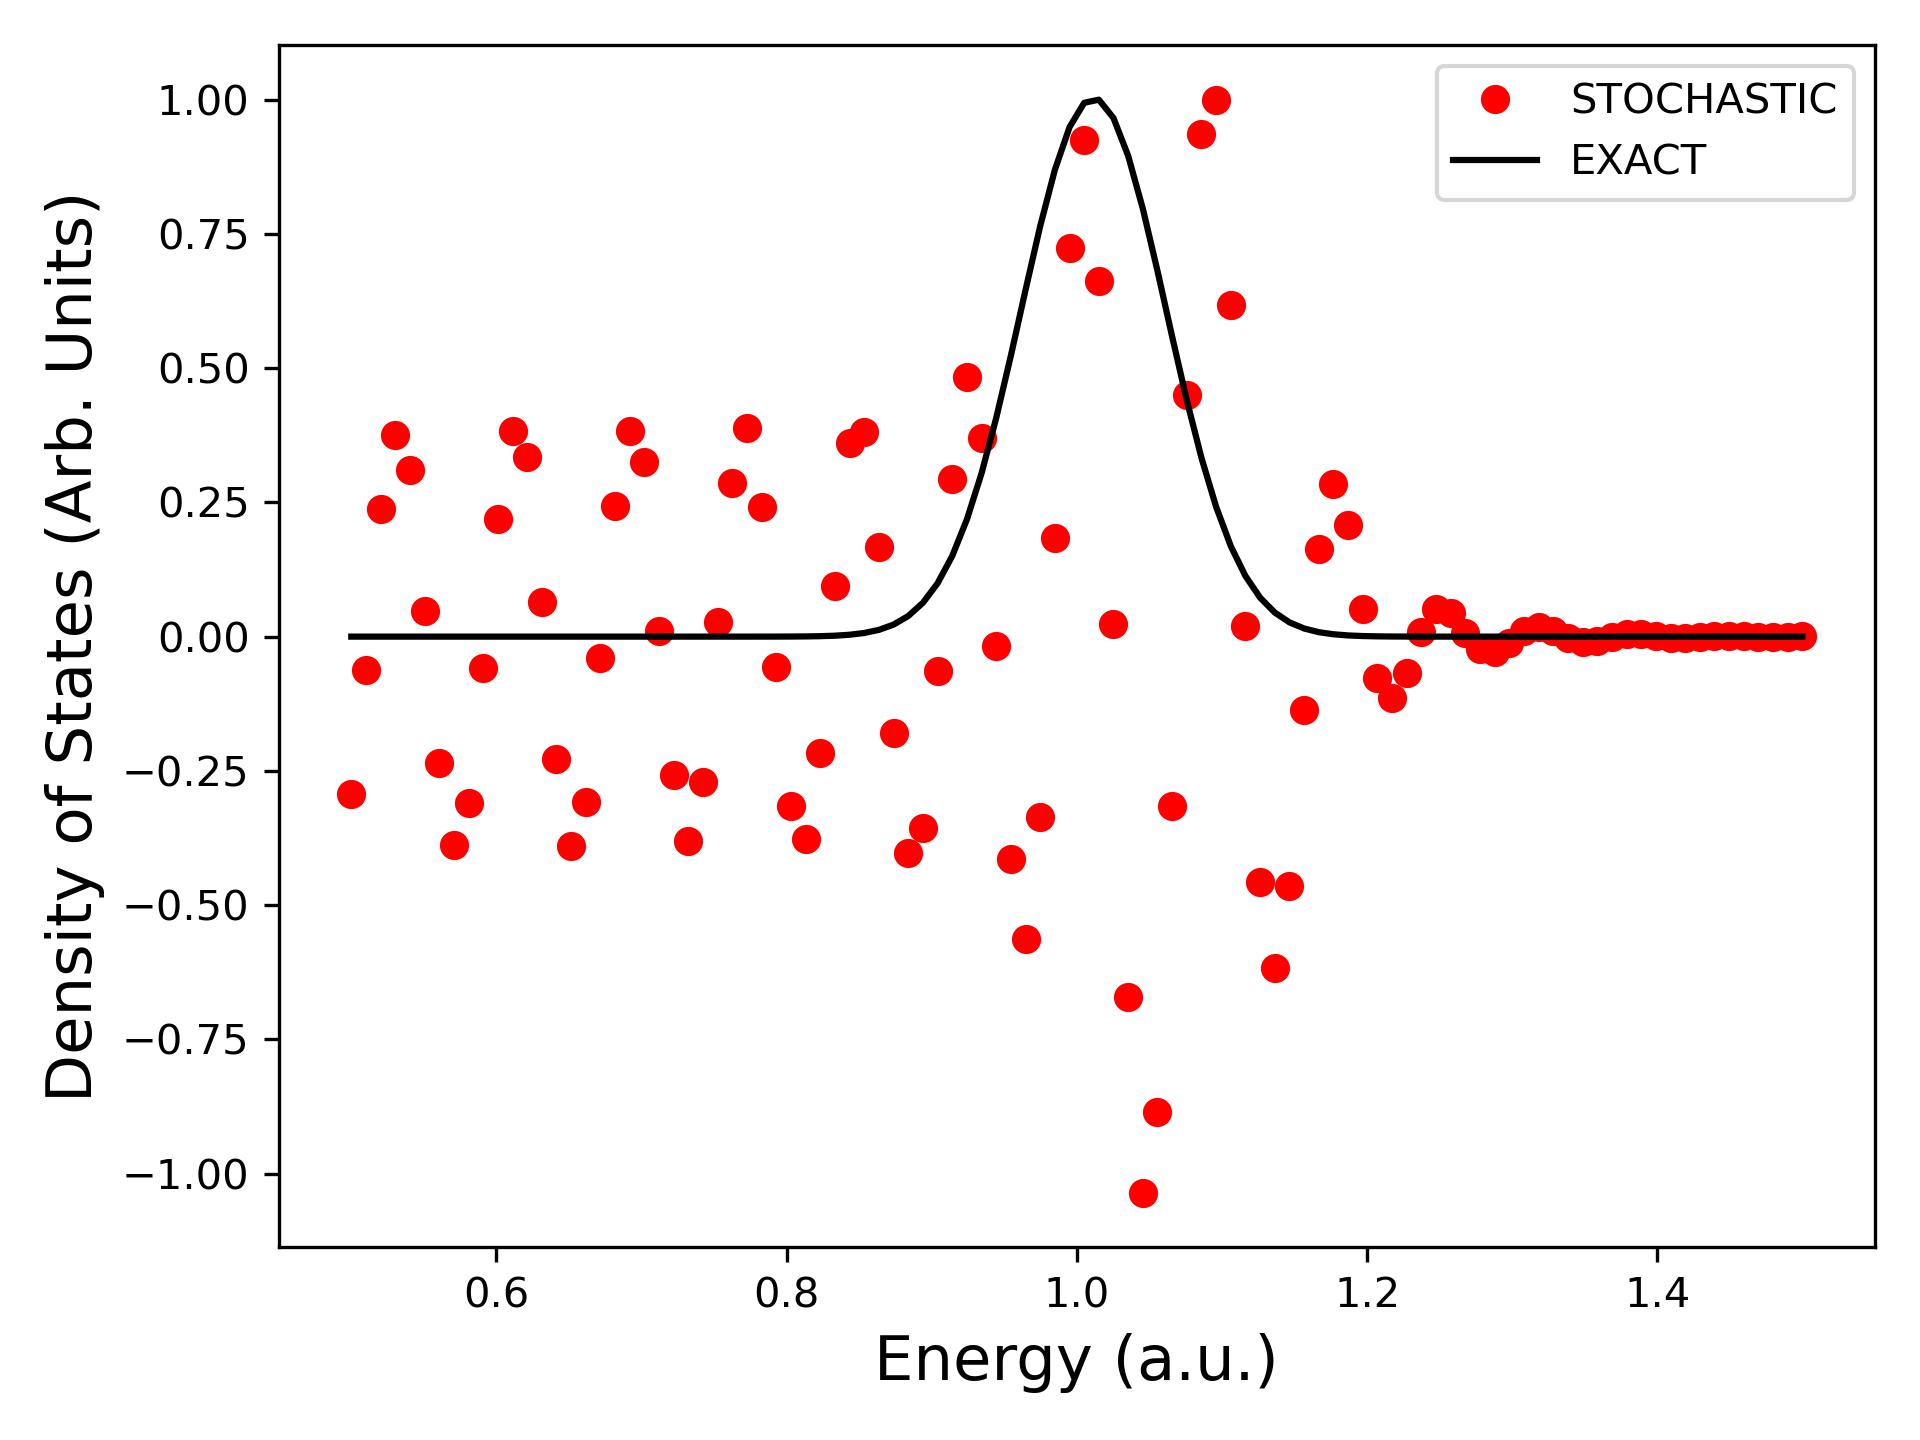 1.00
0.75
0.50
0.25
0.00
−0.25
−0.50
−0.75
−1.00
Density of States (Arb. Units)
STOCHASTIC
EXACT
0.6 0.8 1.0 1.2 1.4
Energy (a.u.)